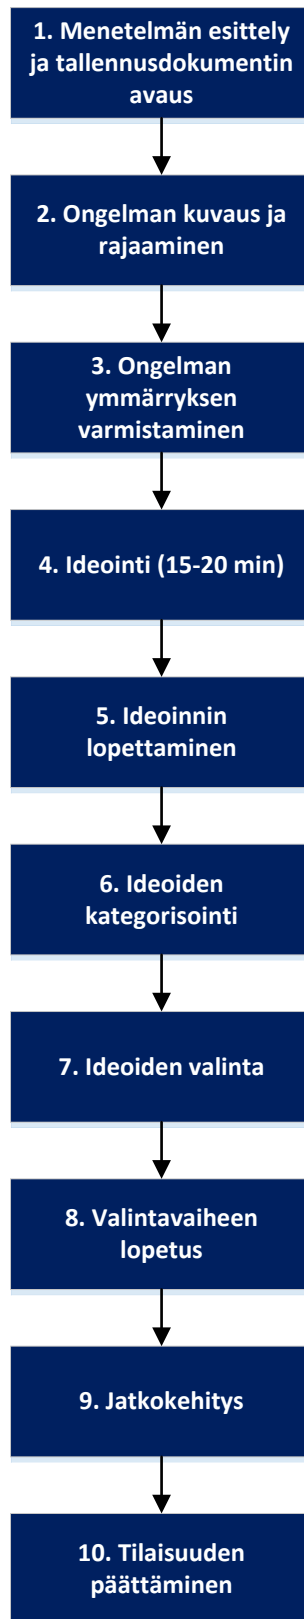 1. Menetelmän esittely
ja tallennusdokumentin
avaus
2. Ongelman kuvaus ja
rajaaminen
3. Ongelman
ymmärryksen
varmistaminen
4. Ideointi (15-20 min)
5. Ideoinnin
lopettaminen
6. Ideoiden
kategorisointi
7. Ideoiden valinta
8. Valintavaiheen
lopetus
9. Jatkokehitys
10. Tilaisuuden
päättäminen